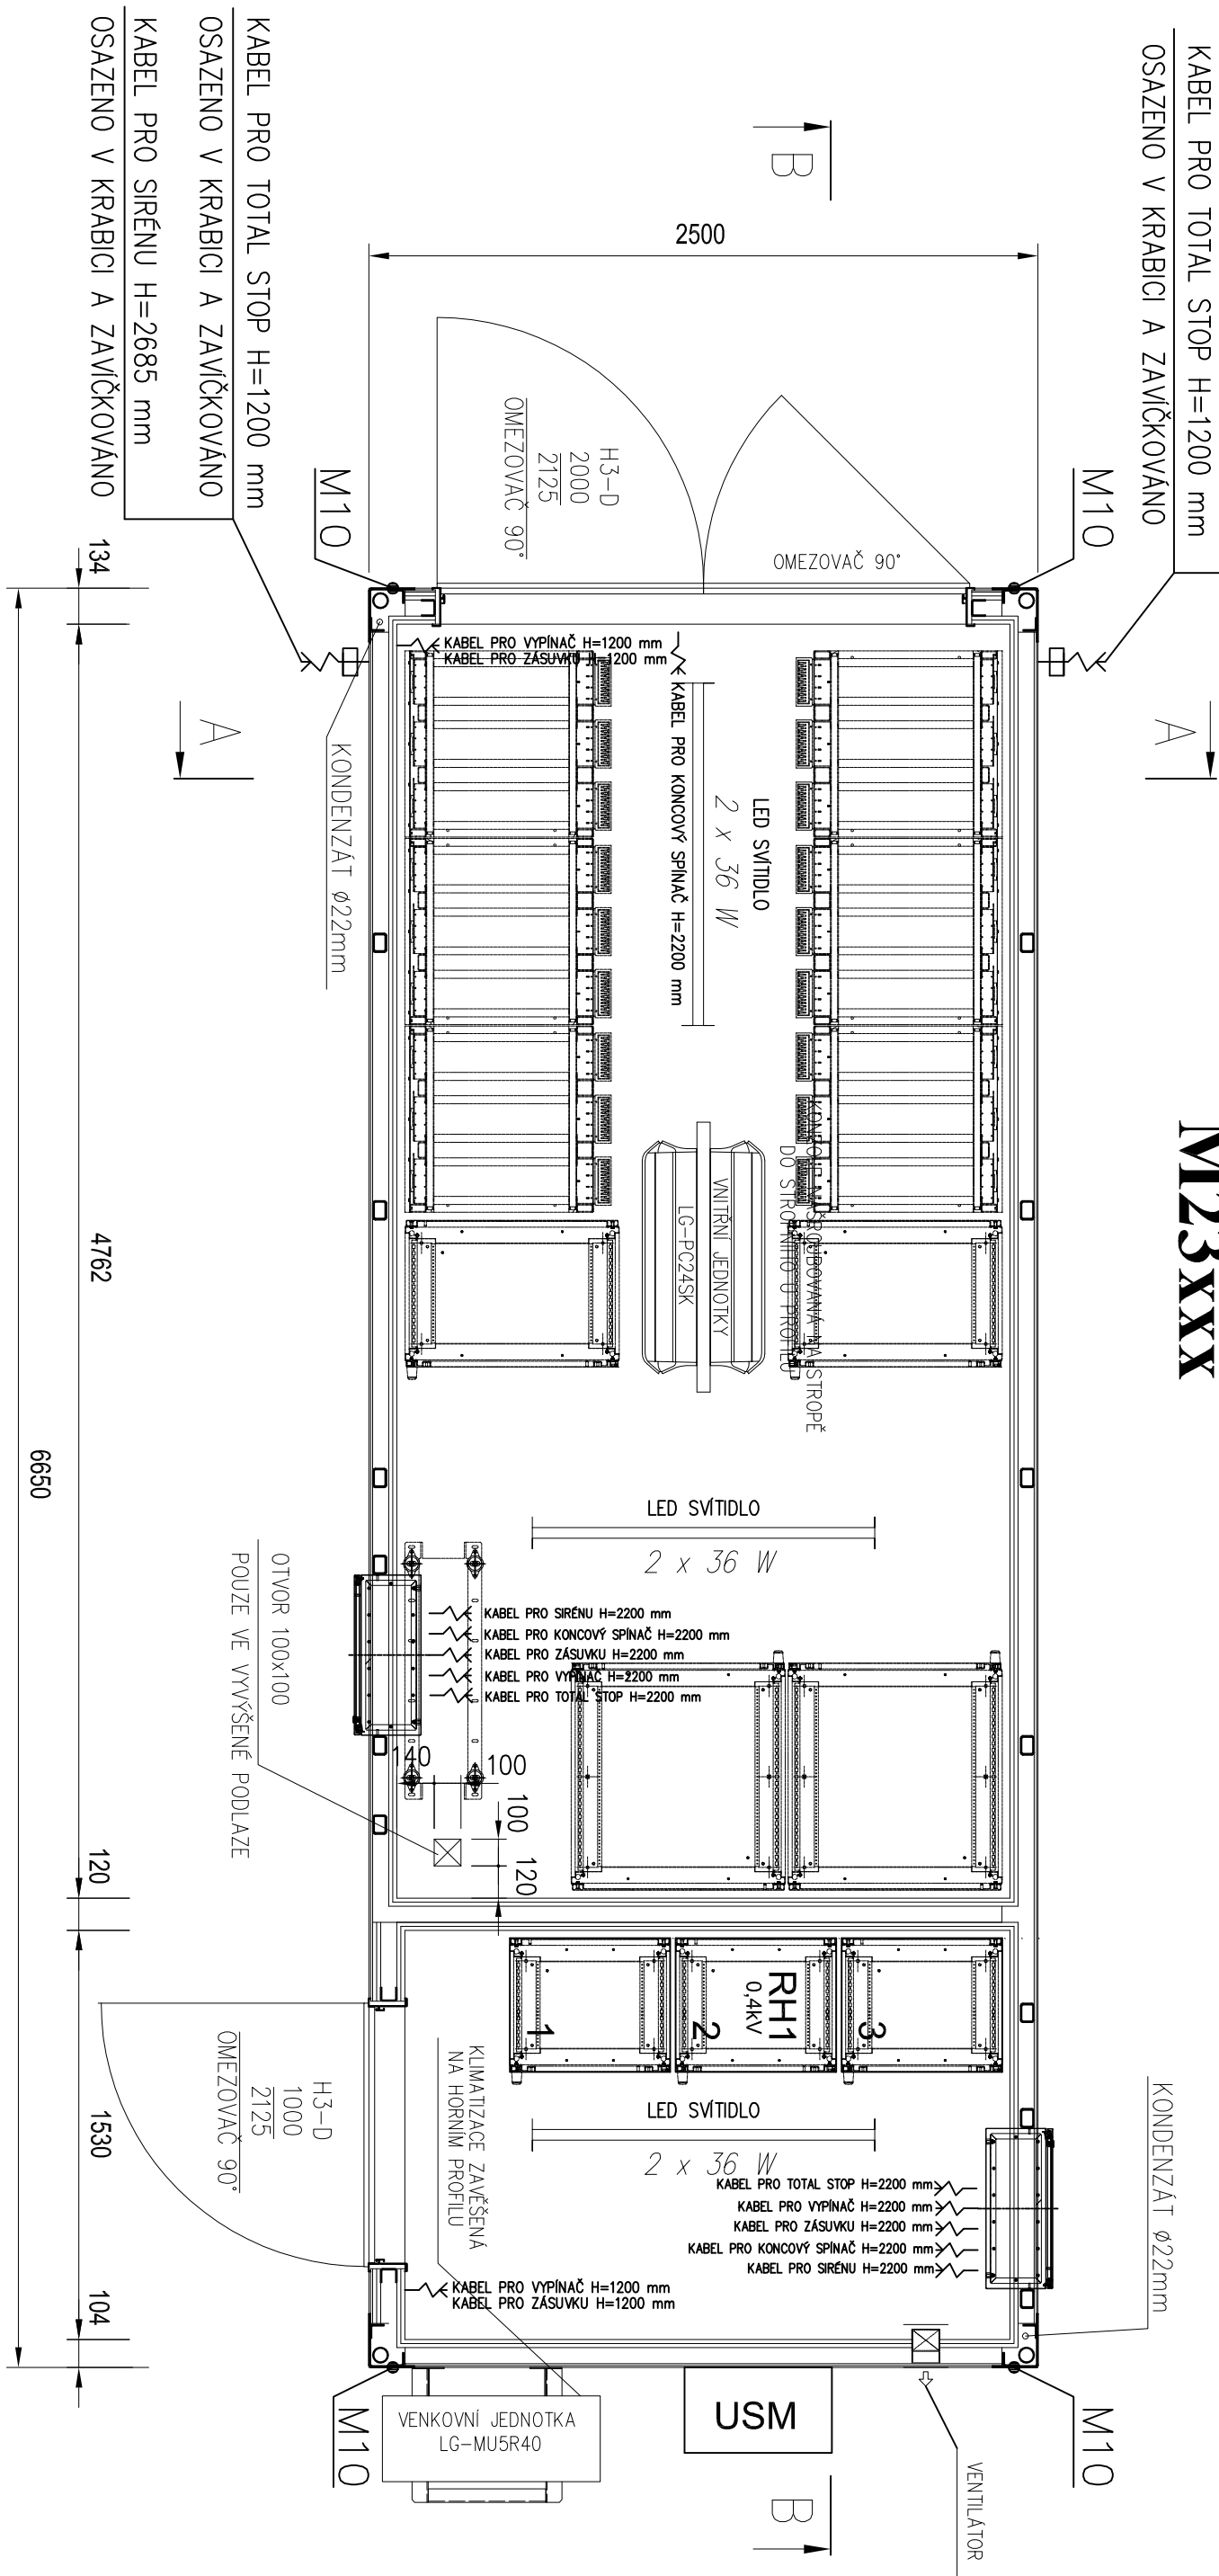 KABEL PRO TOTAL STOP H=1200 mm
OSAZENO V KRABICI A ZAVÍČKOVÁNO
KABEL PRO TOTAL STOP H=1200 mm
OSAZENO V KRABICI A ZAVÍČKOVÁNO
KABEL PRO SIRÉNU H=2685 mm
OSAZENO V KRABICI A ZAVÍČKOVÁNO
M23xxx
B
2500
H3-D
2000
2125
OMEZOVAČ 90°
OMEZOVAČ 90°
M10
M10
134
A
A
KABEL PRO VYPÍNAČ H=1200 mm
KABEL PRO ZÁSUVKU H=1200 mm
KABEL PRO KONCOVÝ SPÍNAČ H=2200 mm
LED SVÍTIDLO
2 x 36 W
KONDENZÁT Ø22mm
VNITŘNÍ JEDNOTKY
LG-PC24SK
STROPĚ
4762
6650
LED SVÍTIDLO
2 x 36 W
KABEL PRO SIRÉNU H=2200 mm
KABEL PRO KONCOVÝ SPÍNAČ H=2200 mm
KABEL PRO ZÁSUVKU H=2200 mm
KABEL PRO VYPÍNAČ H=2200 mm
KABEL PRO TOTAL STOP H=2200 mm
OTVOR 100x100
POUZE VE VYVÝŠENÉ PODLAZE
140
100
100
120
120
1
2
3
RH1
0,4kV
LED SVÍTIDLO
2 x 36 W
KABEL PRO TOTAL STOP H=2200 mm
KABEL PRO VYPÍNAČ H=2200 mm
KABEL PRO ZÁSUVKU H=2200 mm
KABEL PRO KONCOVÝ SPÍNAČ H=2200 mm
KABEL PRO SIRÉNU H=2200 mm
KLIMATIZACE ZAVĚŠENÁ
NA HORNÍM PROFILU
H3-D
1000
2125
OMEZOVAČ 90°
1530
104
KONDENZÁT Ø22mm
KABEL PRO VYPÍNAČ H=1200 mm
KABEL PRO ZÁSUVKU H=1200 mm
M10
M10
VENKOVNÍ JEDNOTKA
LG-MU5R40
USM
VENTILÁTOR
B